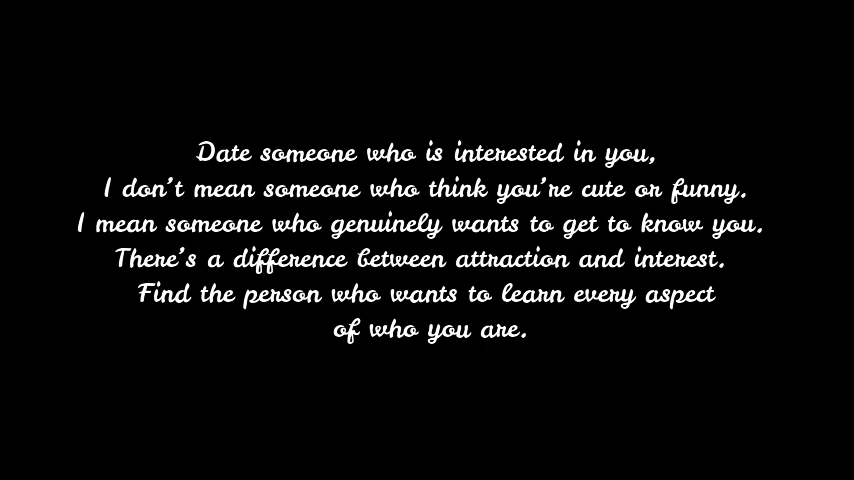 Date someone who is interested in you,
I don't mean someone who think you're cute or funny.
I mean someone who genuinely wants to get to know you.
There's a difference between attraction and interest.
Find the person who wants to learn every aspect
of who you are.